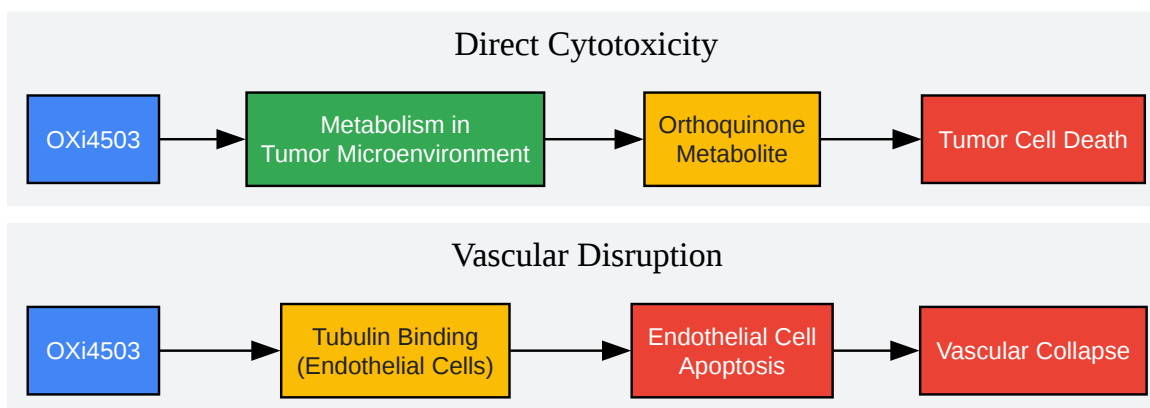 Direct Cytotoxicity
OXi4503
Metabolism in
Tumor Microenvironment
Orthoquinone
Metabolite
Tumor Cell Death
Vascular Disruption
OXi4503
Tubulin Binding
(Endothelial Cells)
Endothelial Cell
Apoptosis
Vascular Collapse